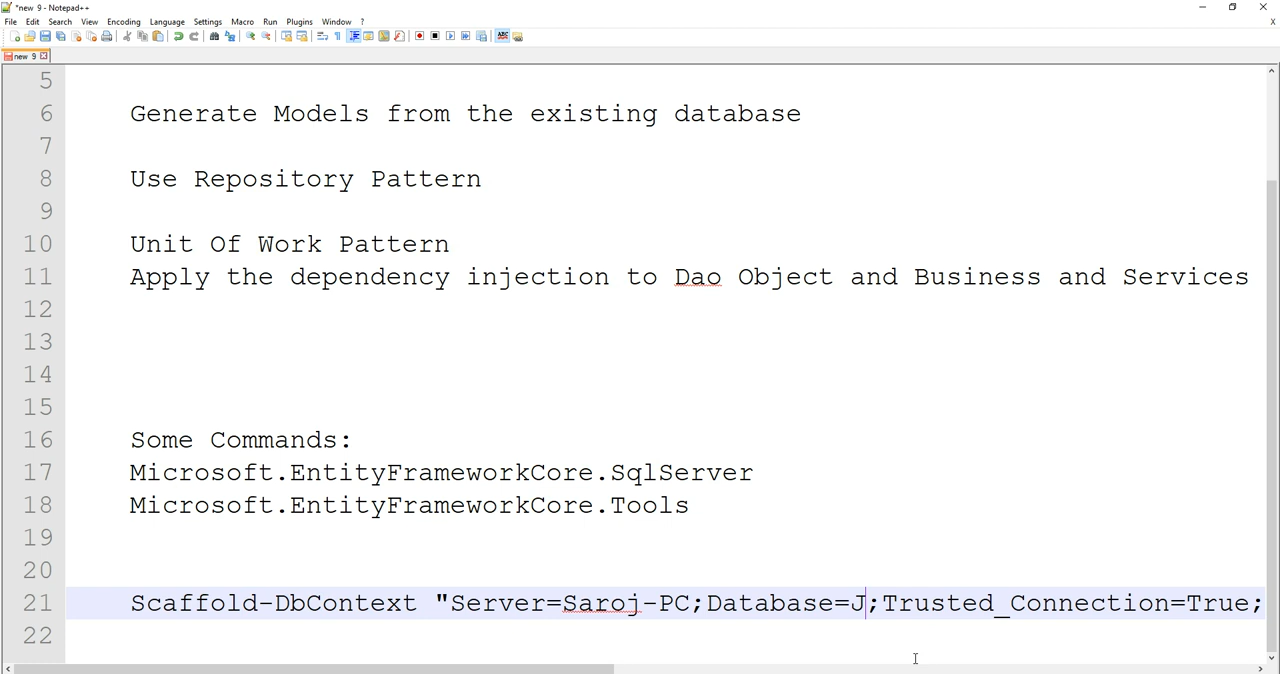 *new 9 - Notepad++
File Edit Search View Encoding Language Settings Macro Run Plugins Window ? X
new 9
5
6 Generate Models from the existing database
7
8 Use Repository Pattern
9
10 Unit Of Work Pattern
11 Apply the dependency injection to Dao Object and Business and Services
12
13
14
15
16 Some Commands:
17 Microsoft.EntityFrameworkCore.SqlServer
18 Microsoft.EntityFrameworkCore.Tools
19
20
21 Scaffold-DbContext "Server=Saroj-PC;Database=J;Trusted_Connection=True;
22